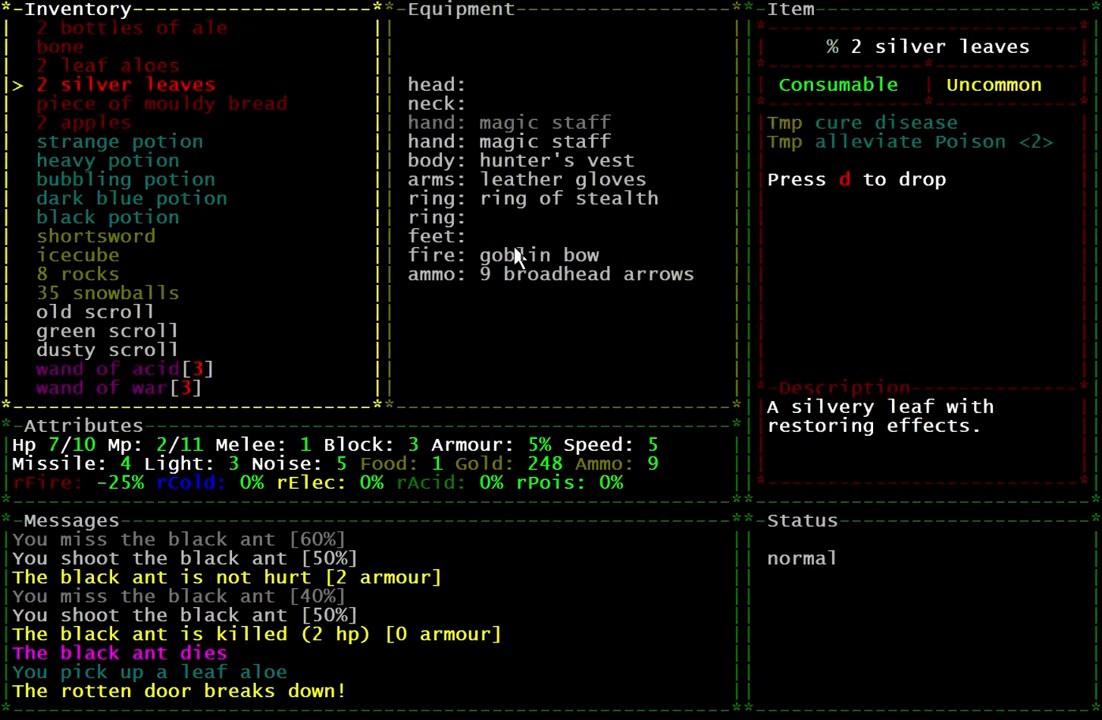 Inventory
2 bottles of ale
bone
2 leaf aloes
> 2 silver leaves
piece of mouldy bread
2 apples
strange potion
heavy potion
bubbling potion
dark blue potion
black potion
shortsword
icecube
8 rocks
35 snowballs
old scroll
green scroll
dusty scroll
wand of acid[3]
wand of war[3]
Equipment
head:
neck:
hand: magic staff
hand: magic staff
body: hunter's vest
arms: leather gloves
ring: ring of stealth
ring:
feet:
fire: goblin bow
ammo: 9 broadhead arrows
Item
% 2 silver leaves
Consumable | Uncommon
Tmp cure disease
Tmp alleviate Poison <2>
Press d to drop
Description
A silvery leaf with
restoring effects.
Attributes
Hp 7/10 Mp: 2/11 Melee: 1 Block: 3 Armour: 5% Speed: 5
Missile: 4 Light: 3 Noise: 5 Food: 1 Gold: 248 Ammo: 9
rFire: -25% rCold: 0% rElec: 0% rAcid: 0% rPois: 0%
Messages
You miss the black ant [60%]
You shoot the black ant [50%]
The black ant is not hurt [2 armour]
You miss the black ant [40%]
You shoot the black ant [50%]
The black ant is killed (2 hp) [0 armour]
The black ant dies
You pick up a leaf aloe
The rotten door breaks down!
Status
normal